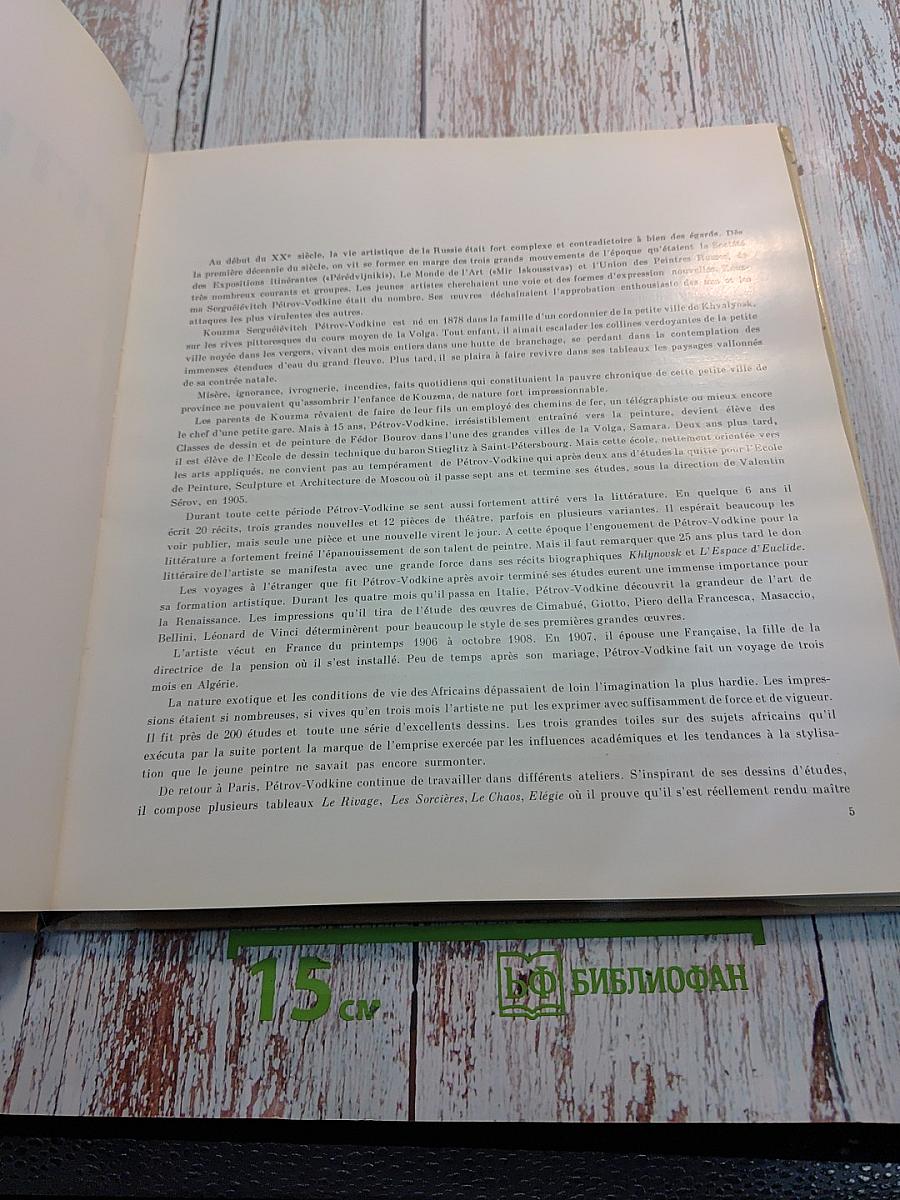 Au début du XXe siècle, la vie artistique de la Russie était fort complexe et contradictoire à bien des égards. Dès
la première décennie du siècle, on vit se former en marge des trois grands mouvements de l'époque qu'étaient la Société
des Expositions itinérantes («Pérédvijniki»), Le Monde de l'Art («Mir Iskousstva») et l'Union des Peintres Russes, de
très nombreux courants et groupes. Les jeunes artistes cherchaient une voie et des formes d'expression nouvelles. Kouz-
ma Serguéiévitch Pétrov-Vodkine était du nombre. Ses œuvres déchaînaient l'approbation enthousiaste des uns et les
attaques les plus virulentes des autres.
Kouzma Serguéiévitch Pétrov-Vodkine est né en 1878 dans la famille d'un cordonnier de la petite ville de Khvalynsk,
sur les rives pittoresques du cours moyen de la Volga. Tout enfant, il aimait escalader les collines verdoyantes de la petite
ville noyée dans les vergers, vivant des mois entiers dans une hutte de branchage, se perdant dans la contemplation des
immenses étendues d'eau du grand fleuve. Plus tard, il se plaira à faire revivre dans ses tableaux les paysages vallonnés
de sa contrée natale.
Misère, ignorance, ivrognerie, incendies, faits quotidiens qui constituaient la pauvre chronique de cette petite ville de
province ne pouvaient qu'assombrir l'enfance de Kouzma, de nature fort impressionnable.
Les parents de Kouzma rêvaient de faire de leur fils un employé des chemins de fer, un télégraphiste ou mieux encore
le chef d'une petite gare. Mais à 15 ans, Pétrov-Vodkine, irrésistiblement entraîné vers la peinture, devient élève des
Classes de dessin et de peinture de Fédor Bourov dans l'une des grandes villes de la Volga, Samara. Deux ans plus tard,
il est élève de l'Ecole de dessin technique du baron Stieglitz à Saint-Pétersbourg. Mais cette école, nettement orientée vers
les arts appliqués, ne convient pas au tempérament de Pétrov-Vodkine qui après deux ans d'études la quitte pour l'Ecole
de Peinture, Sculpture et Architecture de Moscou où il passe sept ans et termine ses études, sous la direction de Valentin
Sérov, en 1905.
Durant toute cette période Pétrov-Vodkine se sent aussi fortement attiré vers la littérature. En quelque 6 ans il
écrit 20 récits, trois grandes nouvelles et 12 pièces de théâtre, parfois en plusieurs variantes. Il espérait beaucoup les
voir publier, mais seule une pièce et une nouvelle virent le jour. A cette époque l'engouement de Pétrov-Vodkine pour la
littérature a fortement freiné l'épanouissement de son talent de peintre. Mais il faut remarquer que 25 ans plus tard le don
littéraire de l'artiste se manifesta avec une grande force dans ses récits biographiques Khlynovsk et L'Espace d'Euclide.
Les voyages à l'étranger que fit Pétrov-Vodkine après avoir terminé ses études eurent une immense importance pour
sa formation artistique. Durant les quatre mois qu'il passa en Italie, Pétrov-Vodkine découvrit la grandeur de l'art de
la Renaissance. Les impressions qu'il tira de l'étude des œuvres de Cimabué, Giotto, Piero della Francesca, Masaccio,
Bellini, Léonard de Vinci déterminèrent pour beaucoup le style de ses premières grandes œuvres.
L'artiste vécut en France du printemps 1906 à octobre 1908. En 1907, il épouse une Française, la fille de la
directrice de la pension où il s'est installé. Peu de temps après son mariage, Pétrov-Vodkine fait un voyage de trois
mois en Algérie.
La nature exotique et les conditions de vie des Africains dépassaient de loin l'imagination la plus hardie. Les impres-
sions étaient si nombreuses, si vives qu'en trois mois l'artiste ne put les exprimer avec suffisamment de force et de vigueur.
Il fit près de 200 études et toute une série d'excellents dessins. Les trois grandes toiles sur des sujets africains qu'il
exécuta par la suite portent la marque de l'emprise exercée par les influences académiques et les tendances à la stylisa-
tion que le jeune peintre ne savait pas encore surmonter.
De retour à Paris, Pétrov-Vodkine continue de travailler dans différents ateliers. S'inspirant de ses dessins d'études,
il compose plusieurs tableaux Le Rivage, Les Sorcières, Le Chaos, Elégie où il prouve qu'il s'est réellement rendu maître
5
15 см
БФ БИБЛИОФАН